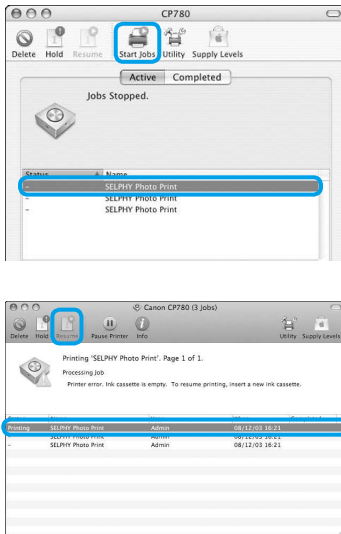 CP780
Delete Hold Resume Start Jobs Utility Supply Levels
Active Completed
Jobs Stopped.
Status Name
- SELPHY Photo Print
- SELPHY Photo Print
- SELPHY Photo Print
Canon CP780 (3 Jobs)
Delete Hold Resume Pause Printer Info Utility Supply Levels
Printing 'SELPHY Photo Print'. Page 1 of 1.
Processing Job
Printer error. Ink cassette is empty. To resume printing, insert a new ink cassette.
Printing SELPHY Photo Print Admin 08/12/03 16:21
- SELPHY Photo Print Admin 08/12/03 16:21
- SELPHY Photo Print Admin 08/12/03 16:21